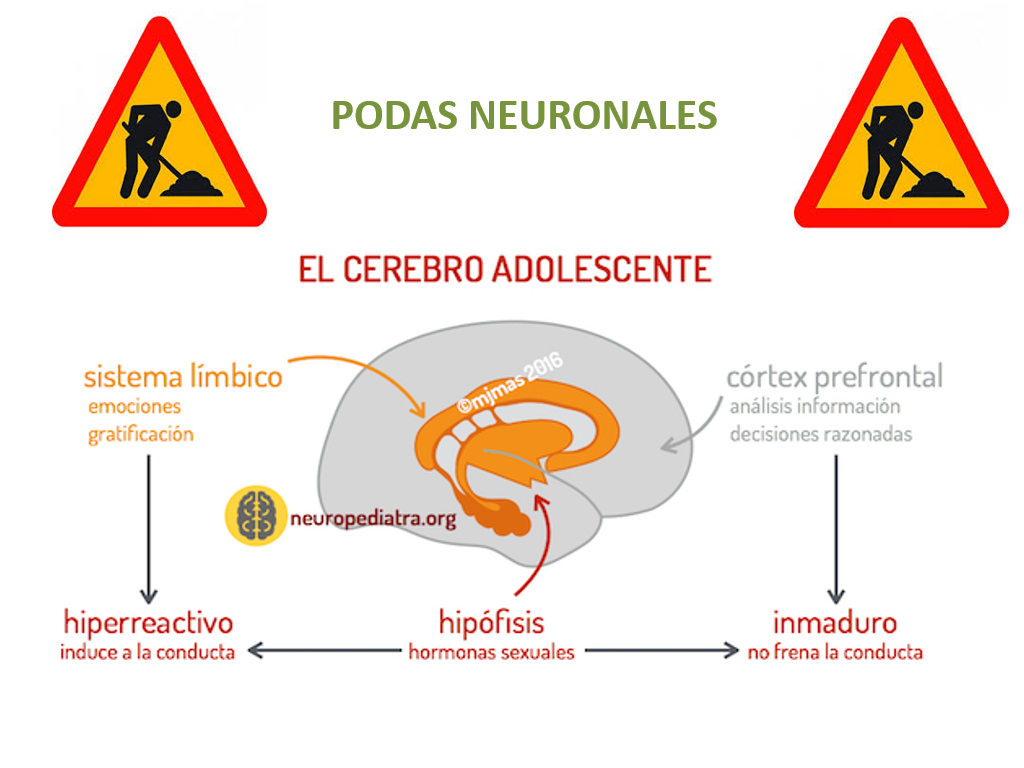 PODAS NEURONALES
EL CEREBRO ADOLESCENTE
sistema límbico
emociones
gratificación
©mjmas 2016
córtex prefrontal
análisis información
decisiones razonadas
neuropediatra.org
hiperreactivo
induce a la conducta
hipófisis
hormonas sexuales
inmaduro
no frena la conducta